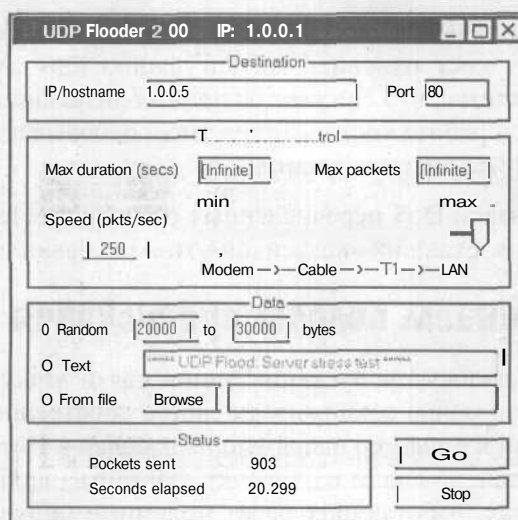 UDP Flooder 2 00 IP: 1.0.0.1
Destination
IP/hostname 1.0.0.5 Port 80
T trol
Max duration (secs) [Infinite] Max packets [Infinite]
min max
Speed (pkts/sec)
250
Modem -->-- Cable -->-- T1 -->-- LAN
Data
0 Random 20000 to 30000 bytes
O Text ***** UDP Flood. Server stress test *****
O From file Browse
Status
Pockets sent 903
Seconds elapsed 20.299
Go
Stop